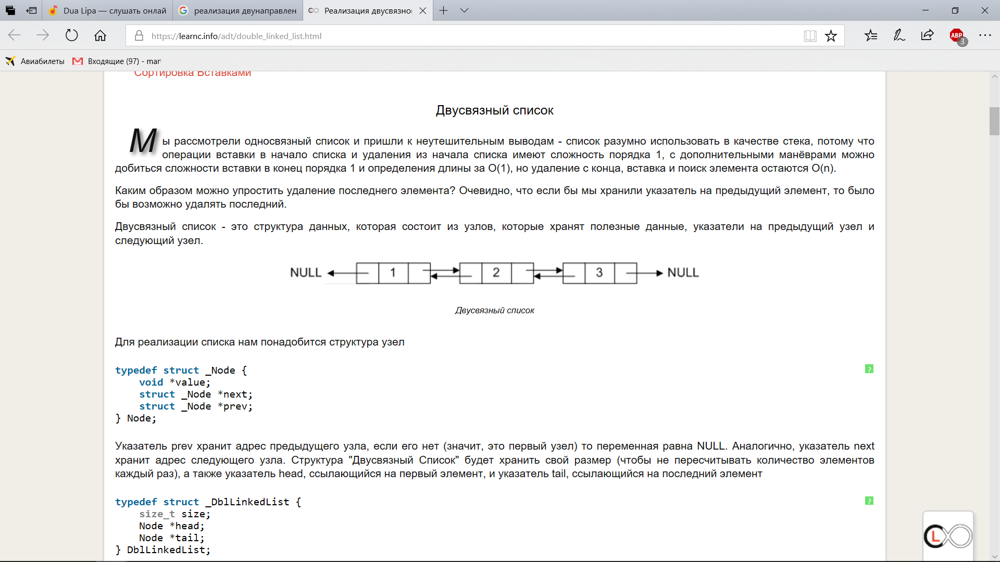 Dua Lipa — слушать онлай
реализация двунаправлен
Реализация двусвязно
https://learnc.info/adt/double_linked_list.html
ABP
3
Авиабилеты
Входящие (97) - mar
Сортировка Вставками
Двусвязный список
Мы рассмотрели односвязный список и пришли к неутешительным выводам - список разумно использовать в качестве стека, потому что
операции вставки в начало списка и удаления из начала списка имеют сложность порядка 1, с дополнительными манёврами можно
добиться сложности вставки в конец порядка 1 и определения длины за O(1), но удаление с конца, вставка и поиск элемента остаются O(n).
Каким образом можно упростить удаление последнего элемента? Очевидно, что если бы мы хранили указатель на предыдущий элемент, то было
бы возможно удалять последний.
Двусвязный список - это структура данных, которая состоит из узлов, которые хранят полезные данные, указатели на предыдущий узел и
следующий узел.
NULL 1 2 3 NULL
Двусвязный список
Для реализации списка нам понадобится структура узел
typedef struct _Node {
?
    void *value;
    struct _Node *next;
    struct _Node *prev;
} Node;
Указатель prev хранит адрес предыдущего узла, если его нет (значит, это первый узел) то переменная равна NULL. Аналогично, указатель next
хранит адрес следующего узла. Структура "Двусвязный Список" будет хранить свой размер (чтобы не пересчитывать количество элементов
каждый раз), а также указатель head, ссылающийся на первый элемент, и указатель tail, ссылающийся на последний элемент
typedef struct _DblLinkedList {
?
    size_t size;
    Node *head;
    Node *tail;
} DblLinkedList;
L